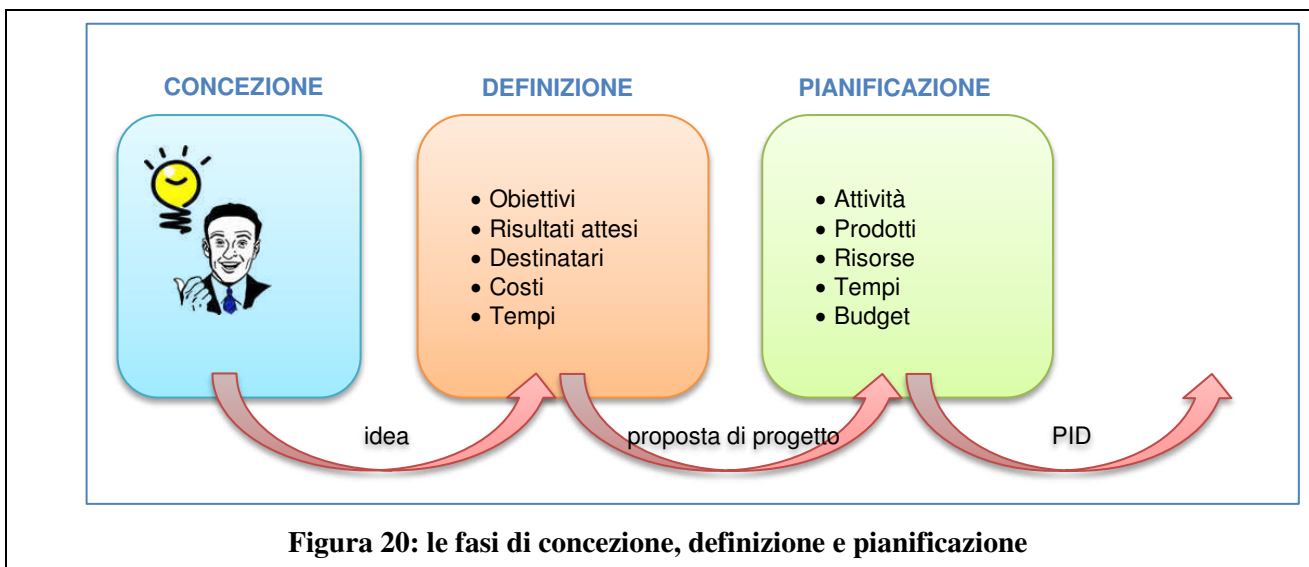 CONCEZIONE
DEFINIZIONE
PIANIFICAZIONE
• Obiettivi
• Risultati attesi
• Destinatari
• Costi
• Tempi
• Attività
• Prodotti
• Risorse
• Tempi
• Budget
idea
proposta di progetto
PID
Figura 20: le fasi di concezione, definizione e pianificazione